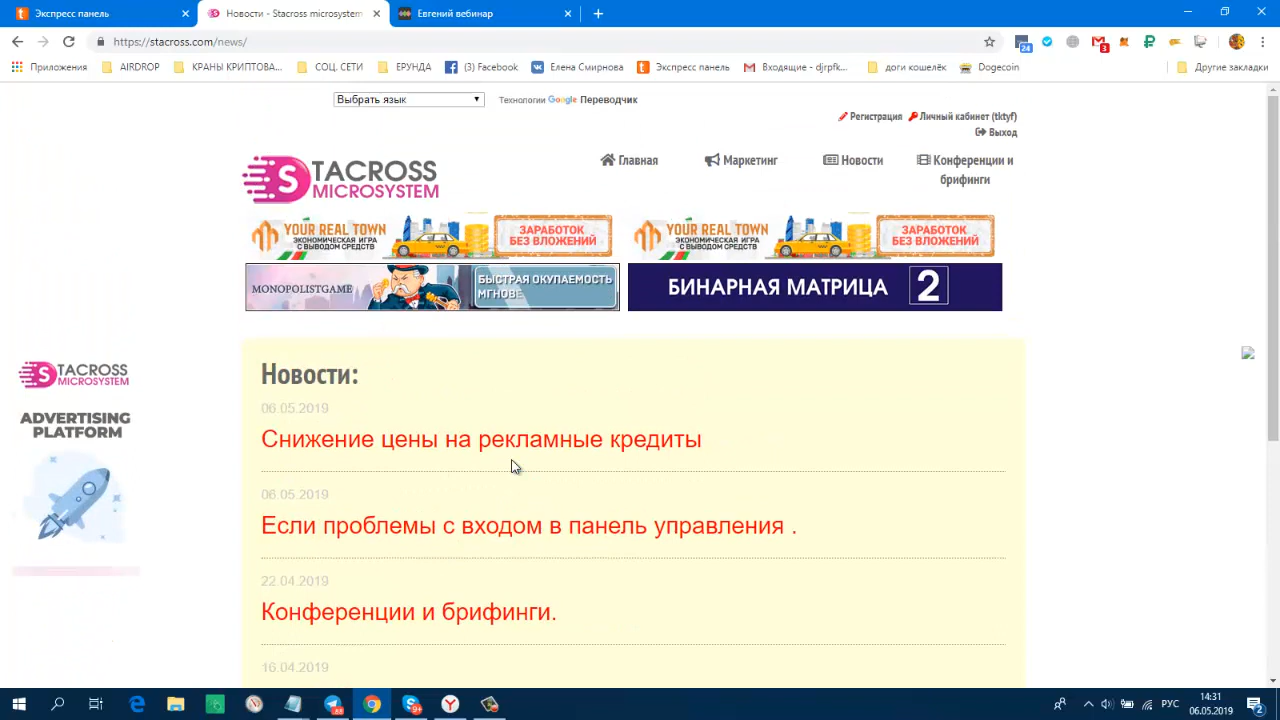 Экспресс панель
Новости - Stacross microsystem
Евгений вебинар
https://stacross.com/news/
24
3
Приложения
AIRDROP
КРАНЫ КРИПТОВА...
СОЦ. СЕТИ
ЕРУНДА
(3) Facebook
Елена Смирнова
Экспресс панель
Входящие - djrpfk...
доги кошелёк
Dogecoin
Другие закладки
Выбрать язык
Технологии Google Переводчик
Регистрация
Личный кабинет (tktyf)
Выход
STACROSS
MICROSYSTEM
Главная
Маркетинг
Новости
Конференции и
брифинги
YOUR REAL TOWN
ЭКОНОМИЧЕСКАЯ ИГРА
С ВЫВОДОМ СРЕДСТВ
ЗАРАБОТОК
БЕЗ ВЛОЖЕНИЙ
YOUR REAL TOWN
ЭКОНОМИЧЕСКАЯ ИГРА
С ВЫВОДОМ СРЕДСТВ
ЗАРАБОТОК
БЕЗ ВЛОЖЕНИЙ
MONOPOLISTGAME
БЫСТРАЯ ОКУПАЕМОСТЬ
МГНОВЕ
БИНАРНАЯ МАТРИЦА 2
STACROSS
MICROSYSTEM
ADVERTISING
PLATFORM
Новости:
06.05.2019
Снижение цены на рекламные кредиты
06.05.2019
Если проблемы с входом в панель управления .
22.04.2019
Конференции и брифинги.
16.04.2019
РУС
14:31
06.05.2019
2